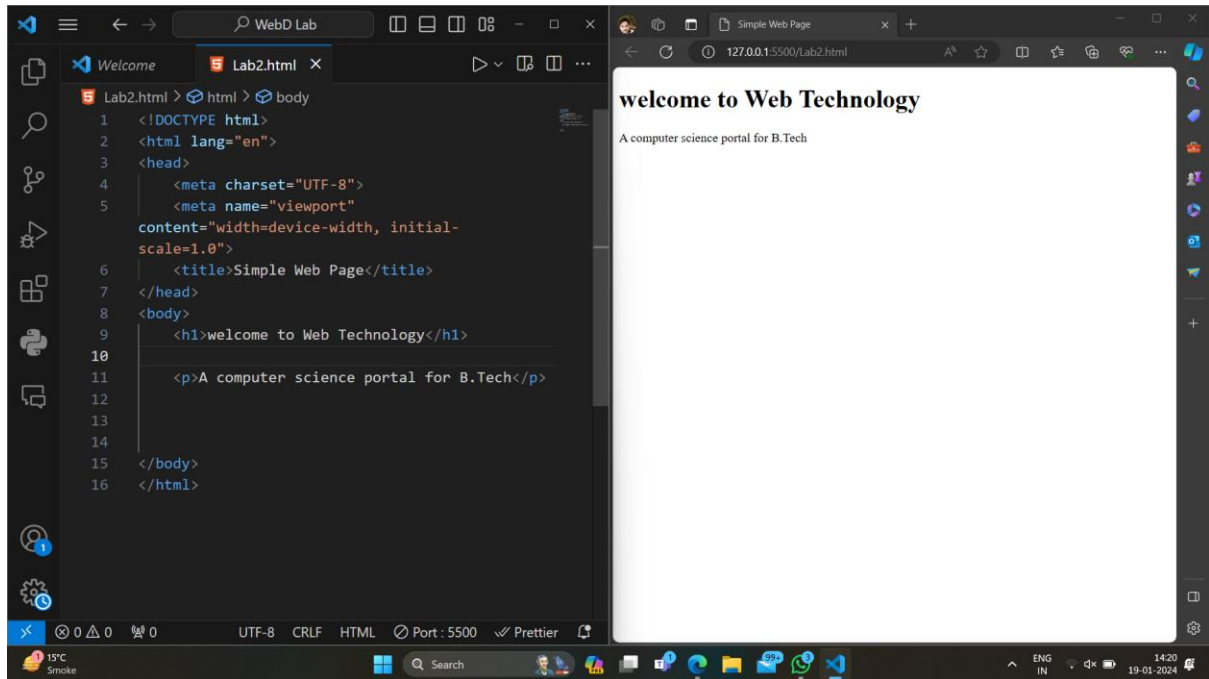 WebD Lab
Welcome
Lab2.html
Lab2.html > html > body
1 <!DOCTYPE html>
2 <html lang="en">
3 <head>
4 <meta charset="UTF-8">
5 <meta name="viewport"
content="width=device-width, initial-
scale=1.0">
6 <title>Simple Web Page</title>
7 </head>
8 <body>
9 <h1>welcome to Web Technology</h1>
10
11 <p>A computer science portal for B.Tech</p>
12
13
14
15 </body>
16 </html>
1
0 0 0 UTF-8 CRLF HTML Port : 5500 Prettier
Simple Web Page
127.0.0.1:5500/Lab2.html
welcome to Web Technology
A computer science portal for B.Tech
1
15°C
Smoke
Search
1
99+
3
ENG
IN
14:20
19-01-2024